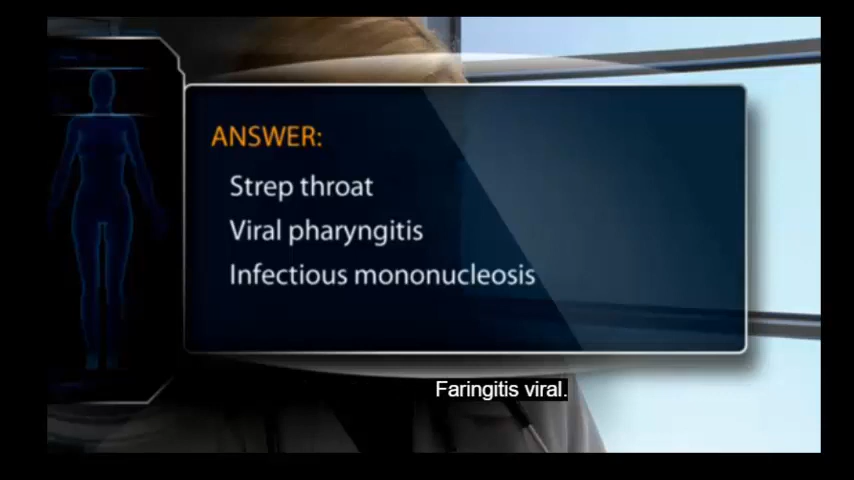 ANSWER:
Strep throat
Viral pharyngitis
Infectious mononucleosis
Faringitis viral.